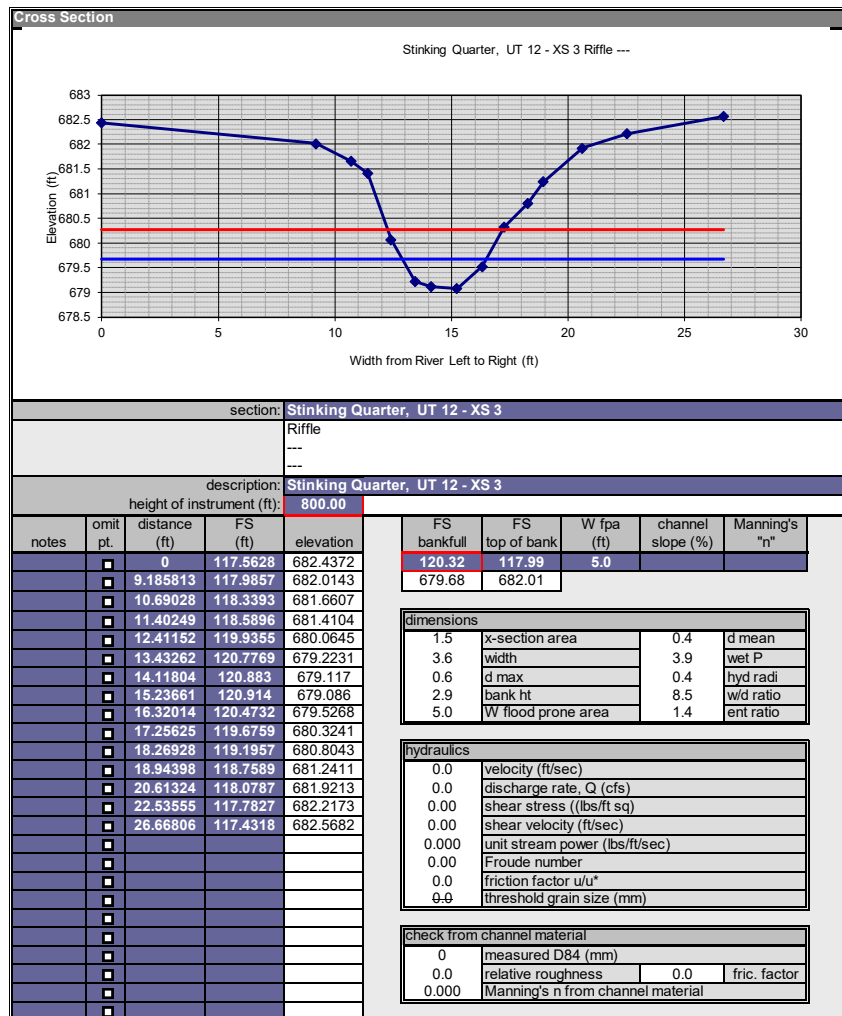 Cross Section
Stinking Quarter, UT 12 - XS 3 Riffle ---
683
682.5
682
681.5
681
680.5
680
679.5
679
678.5
Elevation (ft)
0 5 10 15 20 25 30
Width from River Left to Right (ft)
section: Stinking Quarter, UT 12 - XS 3
Riffle
---
---
description: Stinking Quarter, UT 12 - XS 3
height of instrument (ft): 800.00
omit distance FS FS FS W fpa channel Manning's
notes pt. (ft) (ft) elevation bankfull top of bank (ft) slope (%) "n"
0 117.5628 682.4372 120.32 117.99 5.0
9.185813 117.9857 682.0143 679.68 682.01
10.69028 118.3393 681.6607
11.40249 118.5896 681.4104 dimensions
12.41152 119.9355 680.0645 1.5 x-section area 0.4 d mean
13.43262 120.7769 679.2231 3.6 width 3.9 wet P
14.11804 120.883 679.117 0.6 d max 0.4 hyd radi
15.23661 120.914 679.086 2.9 bank ht 8.5 w/d ratio
16.32014 120.4732 679.5268 5.0 W flood prone area 1.4 ent ratio
17.25625 119.6759 680.3241
18.26928 119.1957 680.8043 hydraulics
18.94398 118.7589 681.2411 0.0 velocity (ft/sec)
20.61324 118.0787 681.9213 0.0 discharge rate, Q (cfs)
22.53555 117.7827 682.2173 0.00 shear stress ((lbs/ft sq)
26.66806 117.4318 682.5682 0.00 shear velocity (ft/sec)
0.000 unit stream power (lbs/ft/sec)
0.00 Froude number
0.0 friction factor u/u*
0.0 threshold grain size (mm)
check from channel material
0 measured D84 (mm)
0.0 relative roughness 0.0 fric. factor
0.000 Manning's n from channel material